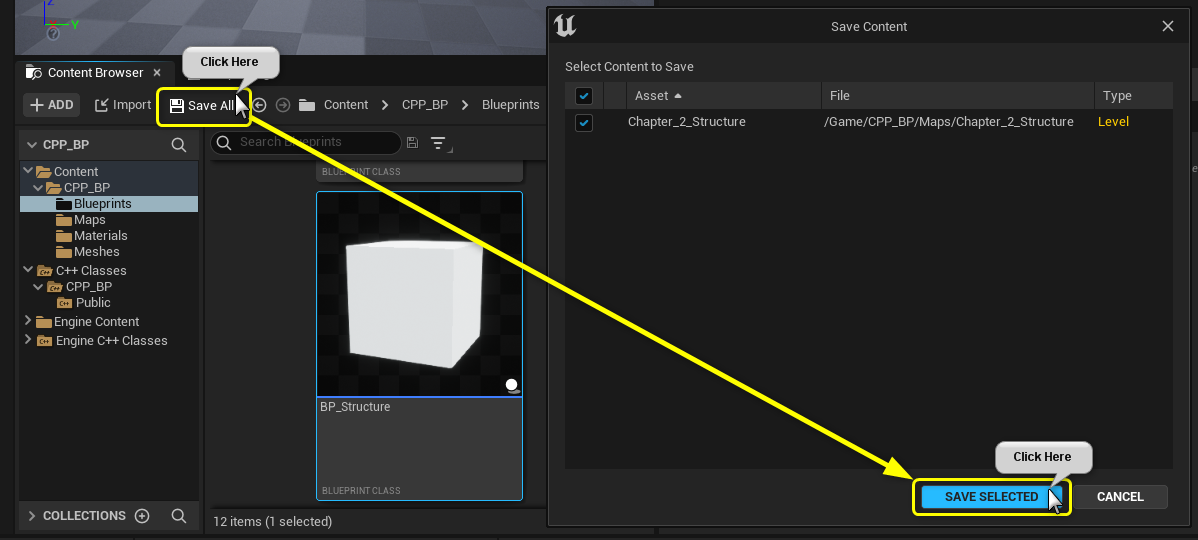 Z
Y
Content Browser
Click Here
ADD
Import
Save All
Content
CPP_BP
Blueprints
CPP_BP
Search Blueprints
Content
CPP_BP
Blueprints
Maps
Materials
Meshes
C++ Classes
CPP_BP
Public
Engine Content
Engine C++ Classes
COLLECTIONS
BLUEPRINT CLASS
BP_Structure
BLUEPRINT CLASS
12 items (1 selected)
Save Content
Select Content to Save
Asset File Type
Chapter_2_Structure /Game/CPP_BP/Maps/Chapter_2_Structure Level
Click Here
SAVE SELECTED CANCEL